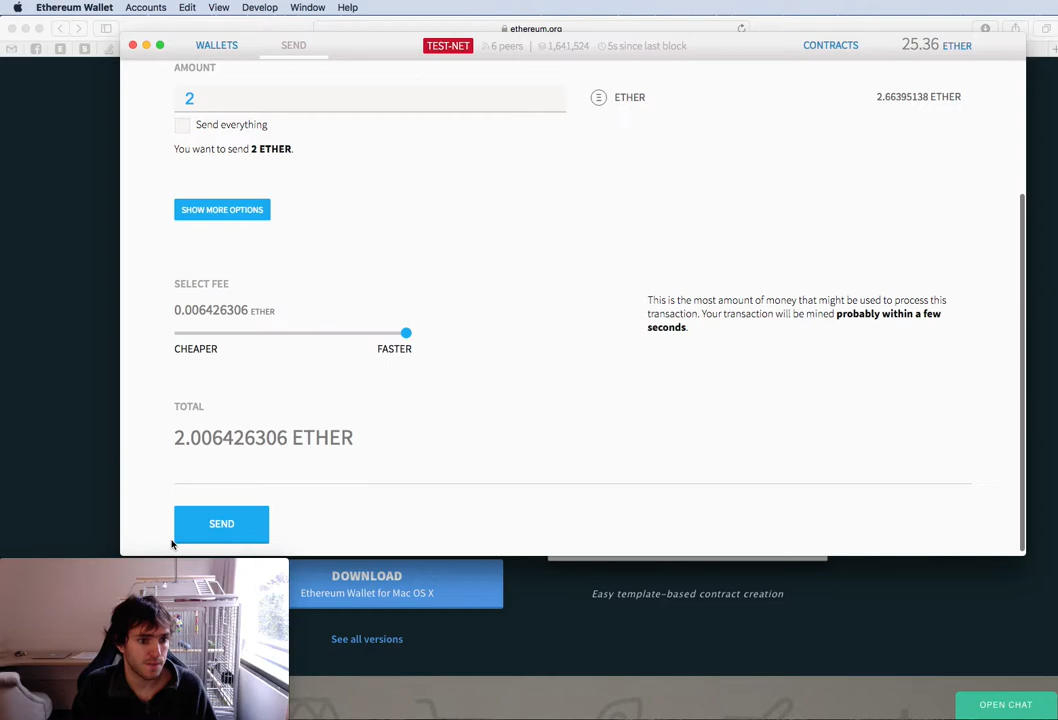 Ethereum Wallet Accounts Edit View Develop Window Help
ethereum.org
WALLETS SEND TEST-NET 6 peers 1,641,524 5s since last block CONTRACTS 25.36 ETHER
AMOUNT
2 ETHER 2.66395138 ETHER
Send everything
You want to send 2 ETHER.
SHOW MORE OPTIONS
SELECT FEE
0.006426306 ETHER
This is the most amount of money that might be used to process this
transaction. Your transaction will be mined probably within a few
seconds.
CHEAPER FASTER
TOTAL
2.006426306 ETHER
SEND
DOWNLOAD
Ethereum Wallet for Mac OS X
Easy template-based contract creation
See all versions
OPEN CHAT